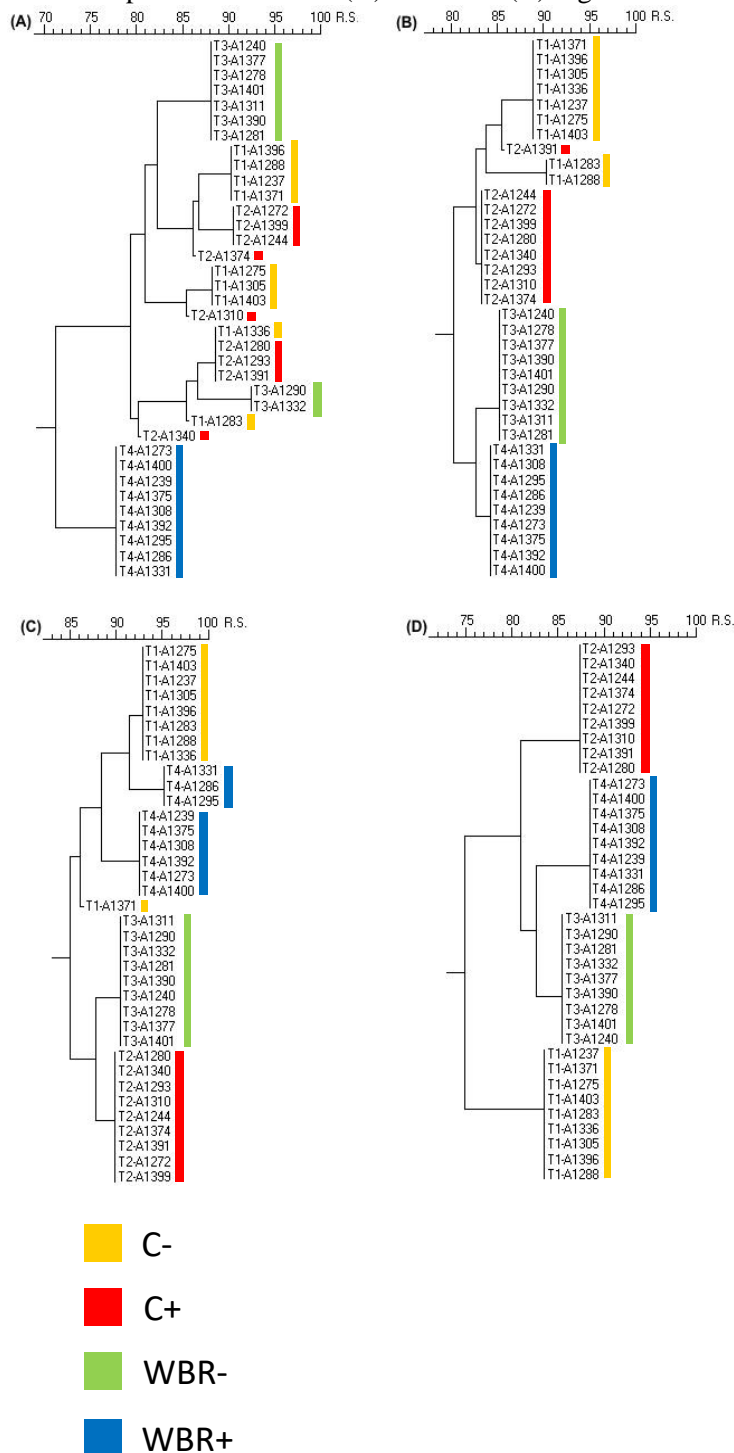 (A) 70 75 80 85 90 95 100 R.S.
T3-A1240
T3-A1377
T3-A1278
T3-A1401
T3-A1311
T3-A1390
T3-A1281
T1-A1396
T1-A1288
T1-A1237
T1-A1371
T2-A1272
T2-A1399
T2-A1244
T2-A1374
T1-A1275
T1-A1305
T1-A1403
T2-A1310
T1-A1336
T2-A1280
T2-A1293
T2-A1391
T3-A1290
T3-A1332
T1-A1283
T2-A1340
T4-A1273
T4-A1400
T4-A1239
T4-A1375
T4-A1308
T4-A1392
T4-A1295
T4-A1286
T4-A1331
(B) 80 85 90 95 100 R.S.
T1-A1371
T1-A1396
T1-A1305
T1-A1336
T1-A1237
T1-A1275
T1-A1403
T2-A1391
T1-A1283
T1-A1288
T2-A1244
T2-A1272
T2-A1399
T2-A1280
T2-A1340
T2-A1293
T2-A1310
T2-A1374
T3-A1240
T3-A1278
T3-A1377
T3-A1390
T3-A1401
T3-A1290
T3-A1332
T3-A1311
T3-A1281
T4-A1331
T4-A1308
T4-A1295
T4-A1286
T4-A1239
T4-A1273
T4-A1375
T4-A1392
T4-A1400
(C) 85 90 95 100 R.S.
T1-A1275
T1-A1403
T1-A1237
T1-A1305
T1-A1396
T1-A1283
T1-A1288
T1-A1336
T4-A1331
T4-A1286
T4-A1295
T4-A1239
T4-A1375
T4-A1308
T4-A1392
T4-A1273
T4-A1400
T1-A1371
T3-A1311
T3-A1290
T3-A1332
T3-A1281
T3-A1390
T3-A1240
T3-A1278
T3-A1377
T3-A1401
T2-A1280
T2-A1340
T2-A1293
T2-A1310
T2-A1244
T2-A1374
T2-A1391
T2-A1272
T2-A1399
(D) 75 80 85 90 95 100 R.S.
T2-A1293
T2-A1340
T2-A1244
T2-A1374
T2-A1272
T2-A1399
T2-A1310
T2-A1391
T2-A1280
T4-A1273
T4-A1400
T4-A1375
T4-A1308
T4-A1392
T4-A1239
T4-A1331
T4-A1286
T4-A1295
T3-A1311
T3-A1290
T3-A1281
T3-A1332
T3-A1377
T3-A1390
T3-A1278
T3-A1401
T3-A1240
T1-A1237
T1-A1371
T1-A1275
T1-A1403
T1-A1283
T1-A1336
T1-A1305
T1-A1396
T1-A1288
C-
C+
WBR-
WBR+